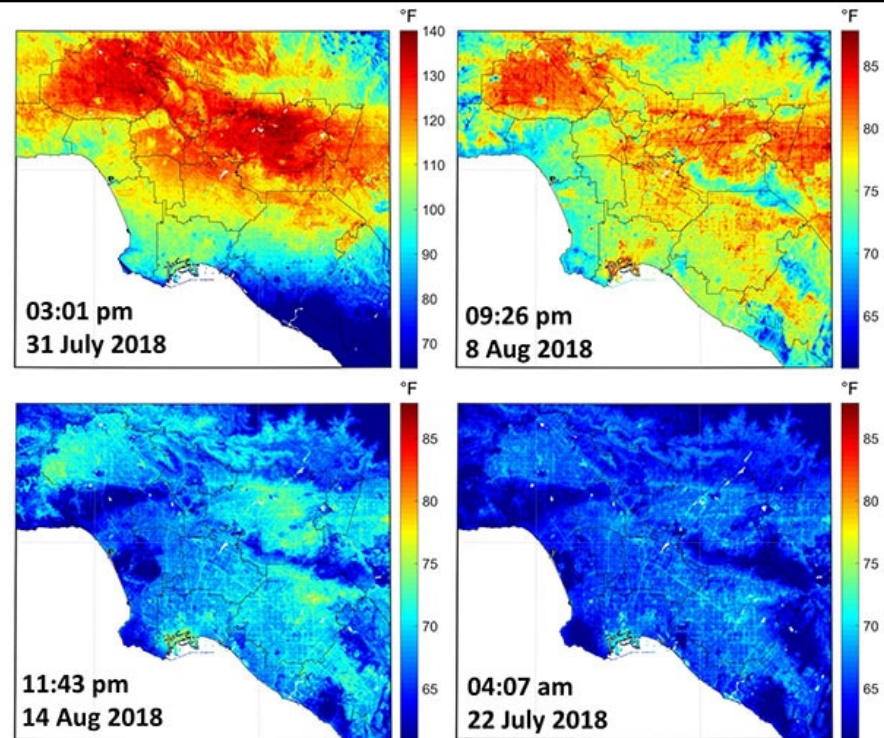 °F
140
130
120
110
100
90
80
70
03:01 pm
31 July 2018
°F
85
80
75
70
65
09:26 pm
8 Aug 2018
°F
85
80
75
70
65
11:43 pm
14 Aug 2018
°F
85
80
75
70
65
04:07 am
22 July 2018